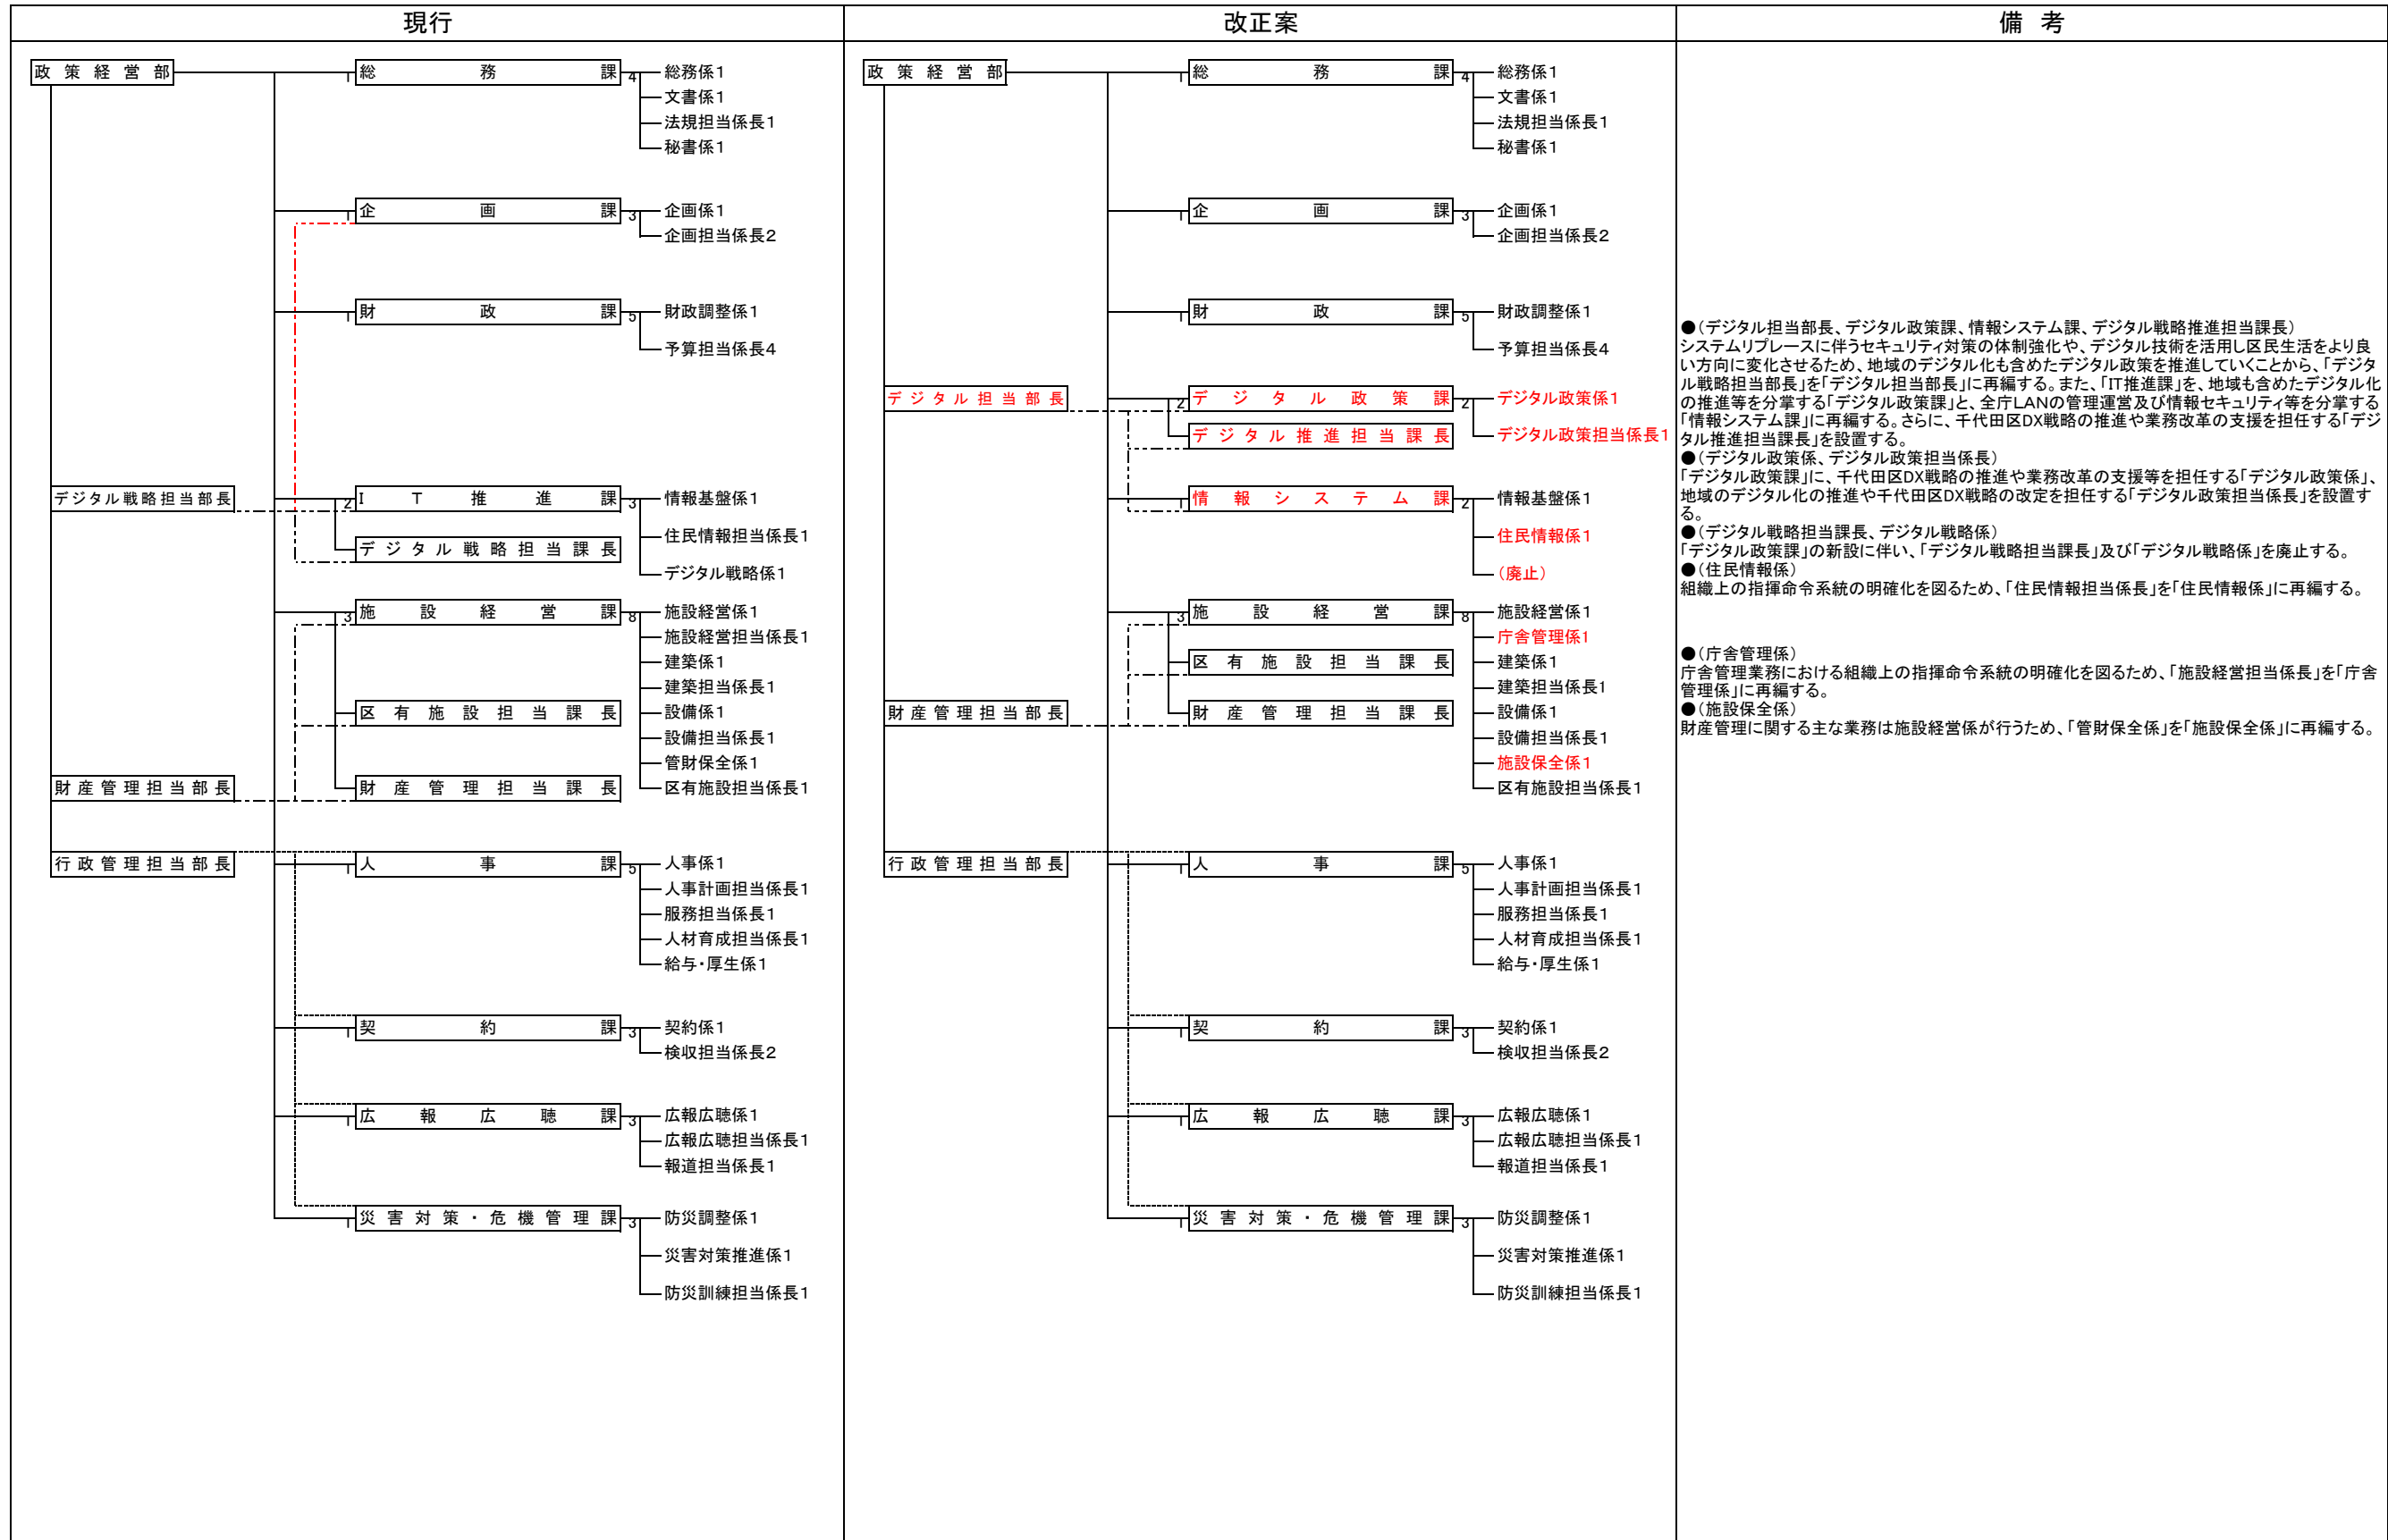 現行
政策経営部
1 総務課 4 総務係1
文書係1
法規担当係長1
秘書係1
1 企画課 3 企画係1
企画担当係長2
1 財政課 5 財政調整係1
予算担当係長4
デジタル戦略担当部長
2 IT推進課 3 情報基盤係1
住民情報担当係長1
デジタル戦略担当課長
デジタル戦略係1
3 施設経営課 8 施設経営係1
施設経営担当係長1
建築係1
建築担当係長1
区有施設担当課長
設備係1
設備担当係長1
管財保全係1
財産管理担当部長
財産管理担当課長
区有施設担当係長1
行政管理担当部長
1 人事課 5 人事係1
人事計画担当係長1
服務担当係長1
人材育成担当係長1
給与・厚生係1
1 契約課 3 契約係1
検収担当係長2
1 広報広聴課 3 広報広聴係1
広報広聴担当係長1
報道担当係長1
1 災害対策・危機管理課 3 防災調整係1
災害対策推進係1
防災訓練担当係長1
改正案
政策経営部
1 総務課 4 総務係1
文書係1
法規担当係長1
秘書係1
1 企画課 3 企画係1
企画担当係長2
1 財政課 5 財政調整係1
予算担当係長4
デジタル担当部長
2 デジタル政策課 2 デジタル政策係1
デジタル推進担当課長
デジタル政策担当係長1
1 情報システム課 2 情報基盤係1
住民情報係1
(廃止)
3 施設経営課 8 施設経営係1
庁舎管理係1
区有施設担当課長
建築係1
建築担当係長1
財産管理担当部長
財産管理担当課長
設備係1
設備担当係長1
施設保全係1
区有施設担当係長1
行政管理担当部長
1 人事課 5 人事係1
人事計画担当係長1
服務担当係長1
人材育成担当係長1
給与・厚生係1
1 契約課 3 契約係1
検収担当係長2
1 広報広聴課 3 広報広聴係1
広報広聴担当係長1
報道担当係長1
1 災害対策・危機管理課 3 防災調整係1
災害対策推進係1
防災訓練担当係長1
備 考
●(デジタル担当部長、デジタル政策課、情報システム課、デジタル戦略推進担当課長)
システムリプレースに伴うセキュリティ対策の体制強化や、デジタル技術を活用し区民生活をより良
い方向に変化させるため、地域のデジタル化も含めたデジタル政策を推進していくことから、「デジタ
ル戦略担当部長」を「デジタル担当部長」に再編する。また、「IT推進課」を、地域も含めたデジタル化
の推進等を分掌する「デジタル政策課」と、全庁LANの管理運営及び情報セキュリティ等を分掌する
「情報システム課」に再編する。さらに、千代田区DX戦略の推進や業務改革の支援を担任する「デジ
タル推進担当課長」を設置する。
●(デジタル政策係、デジタル政策担当係長)
「デジタル政策課」に、千代田区DX戦略の推進や業務改革の支援等を担任する「デジタル政策係」、
地域のデジタル化の推進や千代田区DX戦略の改定を担任する「デジタル政策担当係長」を設置す
る。
●(デジタル戦略担当課長、デジタル戦略係)
「デジタル政策課」の新設に伴い、「デジタル戦略担当課長」及び「デジタル戦略係」を廃止する。
●(住民情報係)
組織上の指揮命令系統の明確化を図るため、「住民情報担当係長」を「住民情報係」に再編する。
●(庁舎管理係)
庁舎管理業務における組織上の指揮命令系統の明確化を図るため、「施設経営担当係長」を「庁舎
管理係」に再編する。
●(施設保全係)
財産管理に関する主な業務は施設経営係が行うため、「管財保全係」を「施設保全係」に再編する。